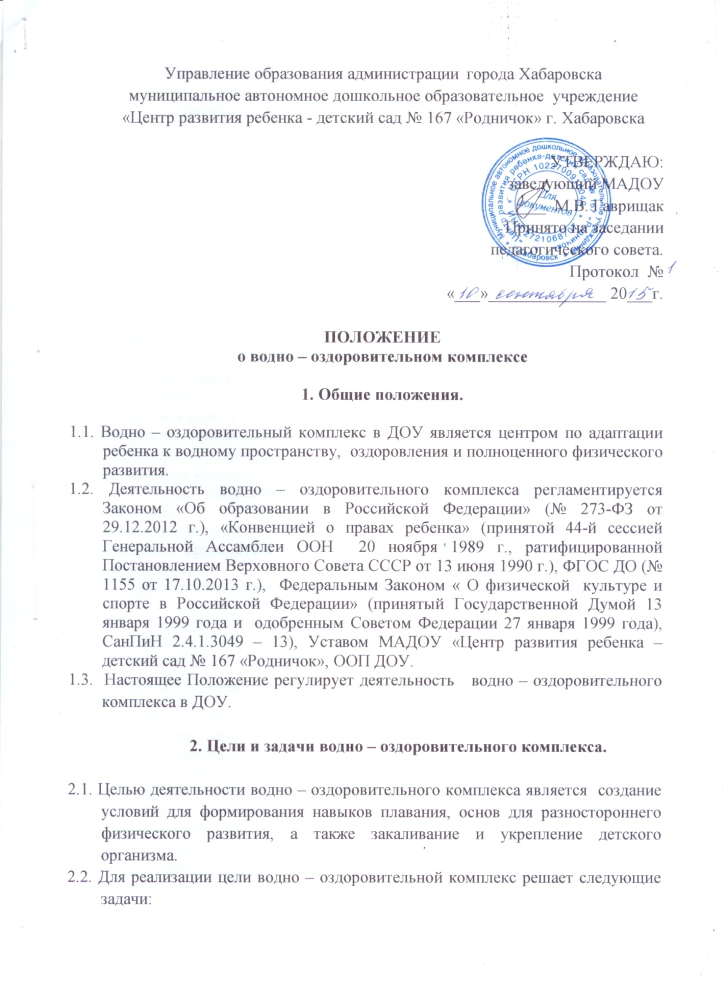 Управление образования администрации города Хабаровска
муниципальное автономное дошкольное образовательное учреждение
«Центр развития ребенка - детский сад № 167 «Родничок» г. Хабаровска
УТВЕРЖДАЮ:
заведующий МАДОУ
М.В. Гаврищак
Принято на заседании
педагогического совета.
Протокол № 1
«10» сентября 2015 г.
Муниципальное автономное дошкольное образовательное учреждение
«Центр развития ребенка-детский сад № 167 "Родничок"
г. Хабаровск
ОГРН
ИНН 2721068
Для
документов
ПОЛОЖЕНИЕ
о водно – оздоровительном комплексе
1. Общие положения.
1.1. Водно – оздоровительный комплекс в ДОУ является центром по адаптации
ребенка к водному пространству, оздоровления и полноценного физического
развития.
1.2. Деятельность водно – оздоровительного комплекса регламентируется
Законом «Об образовании в Российской Федерации» (№ 273-ФЗ от
29.12.2012 г.), «Конвенцией о правах ребенка» (принятой 44-й сессией
Генеральной Ассамблеи ООН 20 ноября 1989 г., ратифицированной
Постановлением Верховного Совета СССР от 13 июня 1990 г.), ФГОС ДО (№
1155 от 17.10.2013 г.), Федеральным Законом « О физической культуре и
спорте в Российской Федерации» (принятый Государственной Думой 13
января 1999 года и одобренным Советом Федерации 27 января 1999 года),
СанПиН 2.4.1.3049 – 13), Уставом МАДОУ «Центр развития ребенка –
детский сад № 167 «Родничок», ООП ДОУ.
1.3. Настоящее Положение регулирует деятельность водно – оздоровительного
комплекса в ДОУ.
2. Цели и задачи водно – оздоровительного комплекса.
2.1. Целью деятельности водно – оздоровительного комплекса является создание
условий для формирования навыков плавания, основ для разностороннего
физического развития, а также закаливание и укрепление детского
организма.
2.2. Для реализации цели водно – оздоровительной комплекс решает следующие
задачи: